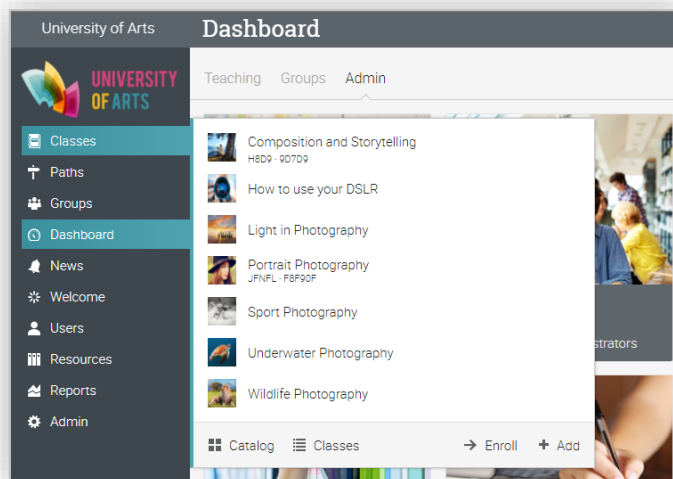 University of Arts
Dashboard
UNIVERSITY
OF ARTS
Teaching Groups Admin
Classes
Paths
Groups
Dashboard
News
Welcome
Users
Resources
Reports
Admin
Composition and Storytelling
H8D9 - 9D7D9
How to use your DSLR
Light in Photography
Portrait Photography
JFNFL - F8F90F
Sport Photography
Underwater Photography
Wildlife Photography
Catalog Classes Enroll Add
strators